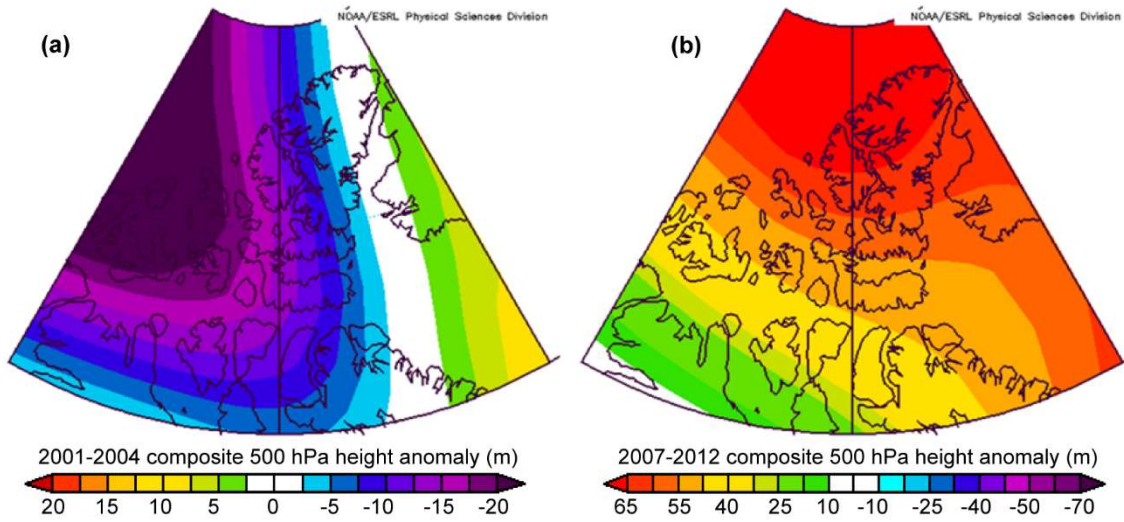 NOAA/ESRL Physical Sciences Division
(a)
2001-2004 composite 500 hPa height anomaly (m)
20 15 10 5 0 -5 -10 -15 -20
NOAA/ESRL Physical Sciences Division
(b)
2007-2012 composite 500 hPa height anomaly (m)
65 55 40 25 10 -10 -25 -40 -50 -70